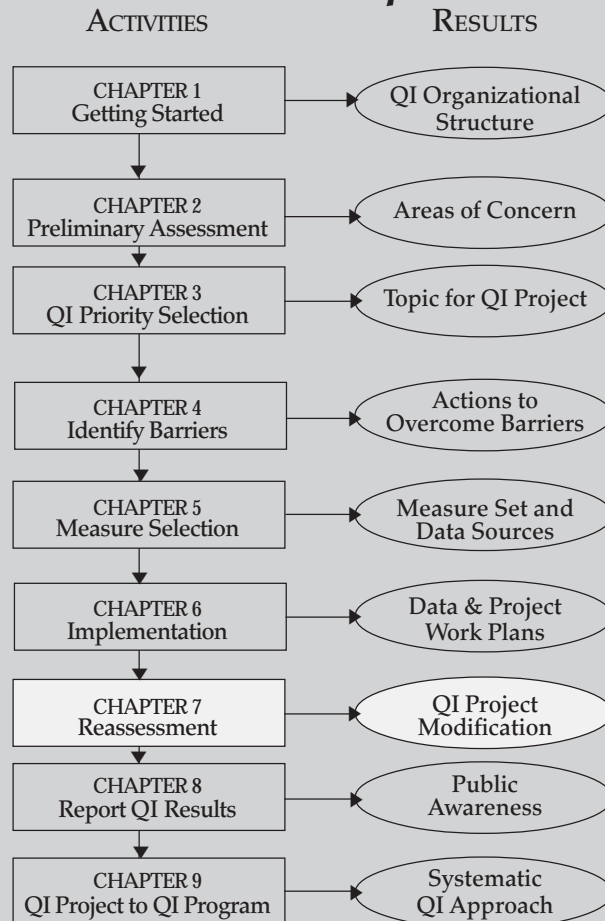 ACTIVITIES
RESULTS
CHAPTER 1
Getting Started
QI Organizational
Structure
CHAPTER 2
Preliminary Assessment
Areas of Concern
CHAPTER 3
QI Priority Selection
Topic for QI Project
CHAPTER 4
Identify Barriers
Actions to
Overcome Barriers
CHAPTER 5
Measure Selection
Measure Set and
Data Sources
CHAPTER 6
Implementation
Data & Project
Work Plans
CHAPTER 7
Reassessment
QI Project
Modification
CHAPTER 8
Report QI Results
Public
Awareness
CHAPTER 9
QI Project to QI Program
Systematic
QI Approach